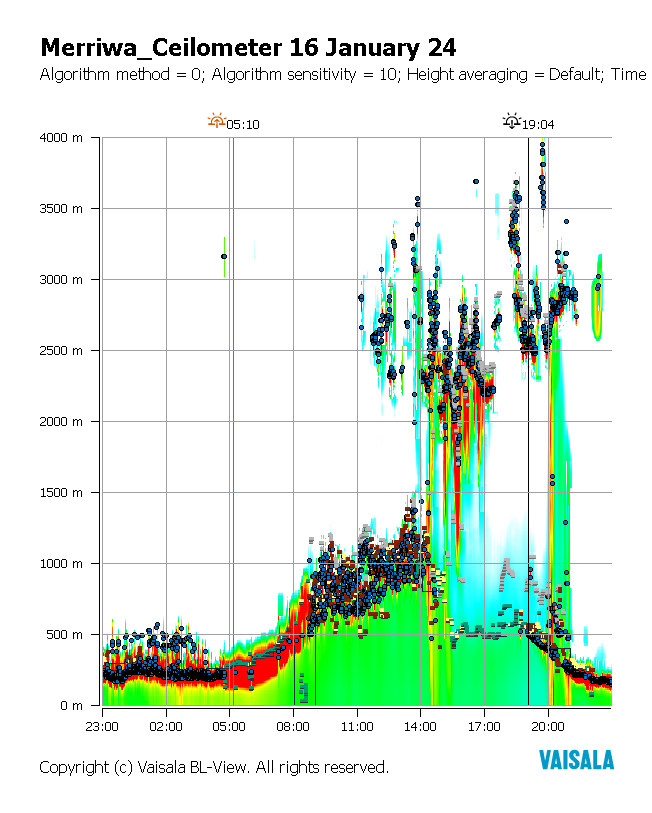 Merriwa_Ceilometer 16 January 24
Algorithm method = 0; Algorithm sensitivity = 10; Height averaging = Default; Time
05:10 19:04
4000 m
3500 m
3000 m
2500 m
2000 m
1500 m
1000 m
500 m
0 m
23:00 02:00 05:00 08:00 11:00 14:00 17:00 20:00
VAISALA
Copyright (c) Vaisala BL-View. All rights reserved.